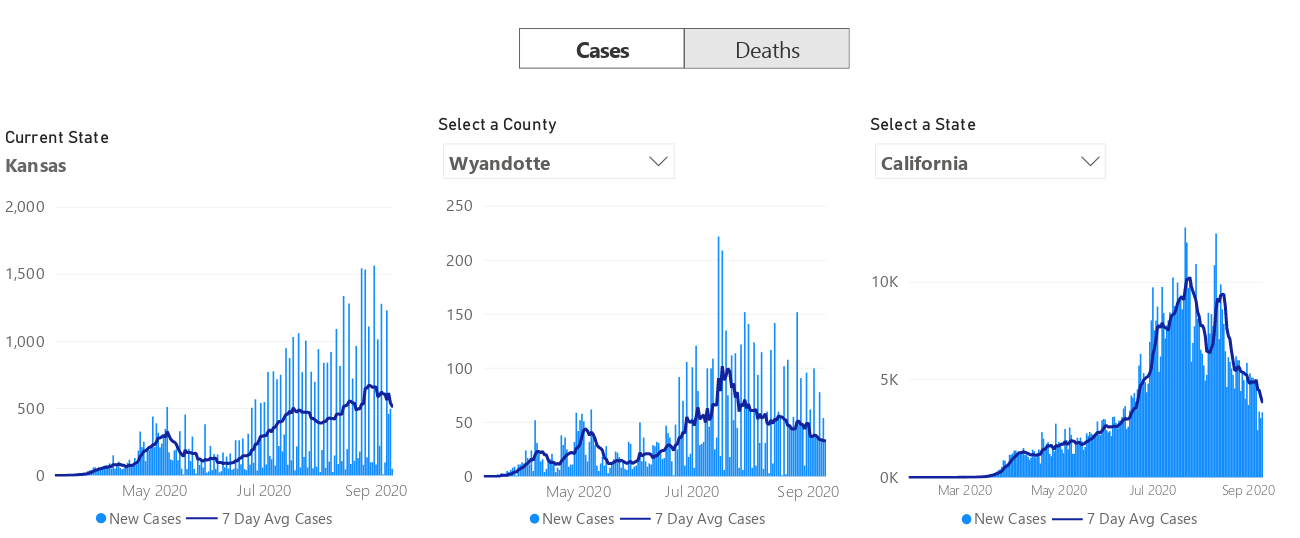 Cases Deaths
Current State
Kansas
2,000
1,500
1,000
500
0
May 2020 Jul 2020 Sep 2020
New Cases 7 Day Avg Cases
Select a County
Wyandotte
250
200
150
100
50
0
May 2020 Jul 2020 Sep 2020
New Cases 7 Day Avg Cases
Select a State
California
10K
5K
0K
Mar 2020 May 2020 Jul 2020 Sep 2020
New Cases 7 Day Avg Cases